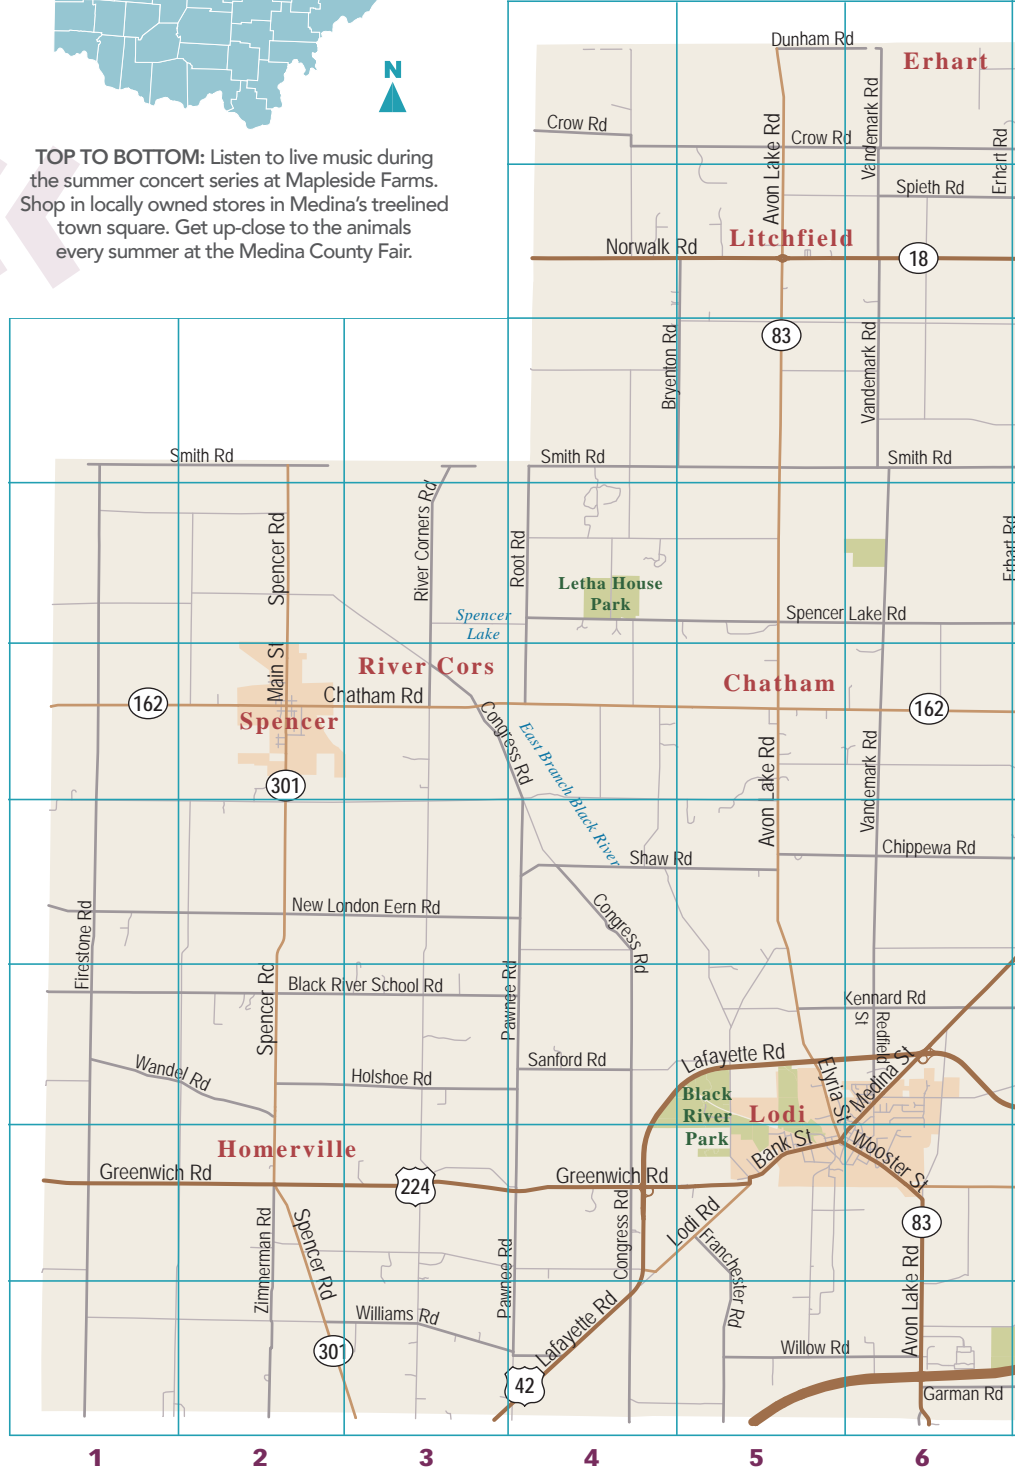 N
TOP TO BOTTOM: Listen to live music during
the summer concert series at Mapleside Farms.
Shop in locally owned stores in Medina's treelined
town square. Get up-close to the animals
every summer at the Medina County Fair.
Dunham Rd
Erhart
Crow Rd
Avon Lake Rd
Crow Rd
Vandemark Rd
Erhart Rd
Spieth Rd
Norwalk Rd
Litchfield
18
83
Bryenton Rd
Vandemark Rd
Smith Rd
Smith Rd
Smith Rd
Spencer Rd
River Corners Rd
Root Rd
Erhart Rd
Letha House
Park
Spencer
Lake
Spencer Lake Rd
Main St
River Cors
Chatham
162
Chatham Rd
162
Spencer
Congress Rd
East Branch Black River
Avon Lake Rd
Vandemark Rd
301
Shaw Rd
Chippewa Rd
Firestone Rd
New London Eern Rd
Congress Rd
Spencer Rd
Black River School Rd
Pawnee Rd
Kennard Rd
Redfield
St
Wandel Rd
Holshoe Rd
Sanford Rd
Lafayette Rd
Elyria St
Medina St
Black
River
Park
Lodi
Homerville
Bank St
Wooster St
Greenwich Rd
224
Greenwich Rd
Zimmerman Rd
Spencer Rd
Pawnee Rd
Congress Rd
Lodi Rd
Franchester Rd
83
Avon Lake Rd
Williams Rd
Lafayette Rd
301
42
Willow Rd
Garman Rd
1
2
3
4
5
6